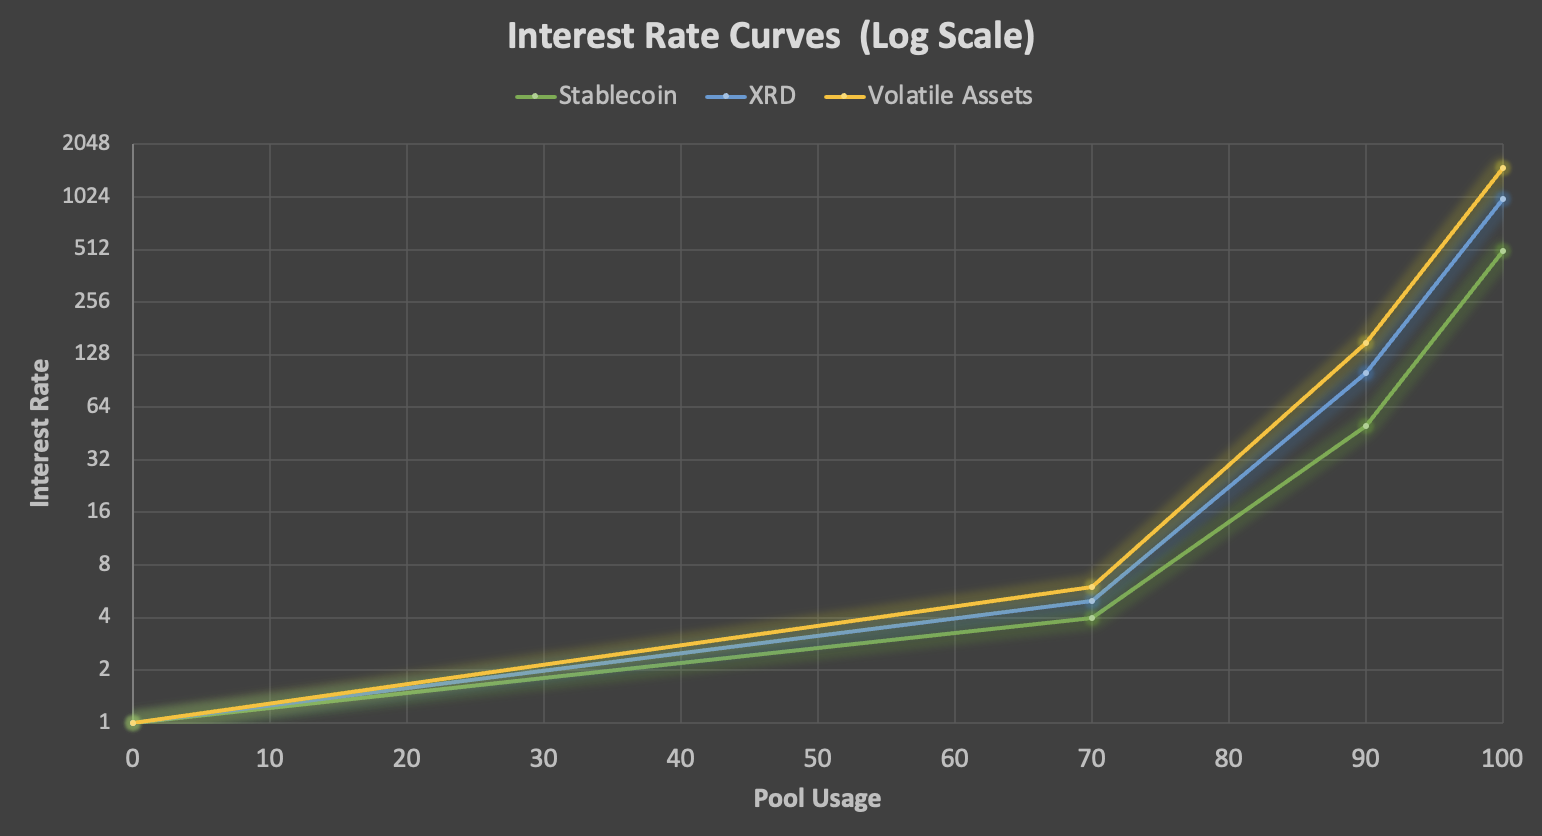 Interest Rate Curves  (Log Scale)
Stablecoin XRD Volatile Assets
2048
1024
512
256
128
64
32
16
8
4
2
1
Interest Rate
0 10 20 30 40 50 60 70 80 90 100
Pool Usage